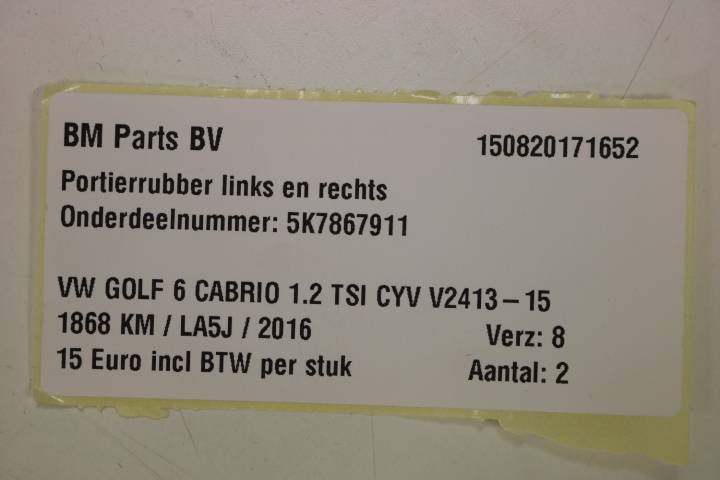 BM Parts BV 150820171652
Portierrubber links en rechts
Onderdeelnummer: 5K7867911
VW GOLF 6 CABRIO 1.2 TSI CYV V2413-15
1868 KM / LA5J / 2016 Verz: 8
15 Euro incl BTW per stuk Aantal: 2